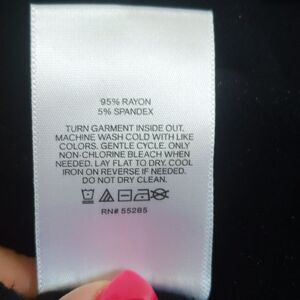 95% RAYON
5% SPANDEX
TURN GARMENT INSIDE OUT.
MACHINE WASH COLD WITH LIKE
COLORS. GENTLE CYCLE. ONLY
NON-CHLORINE BLEACH WHEN
NEEDED. LAY FLAT TO DRY. COOL
IRON ON REVERSE IF NEEDED.
DO NOT DRY CLEAN.
RN# 55285